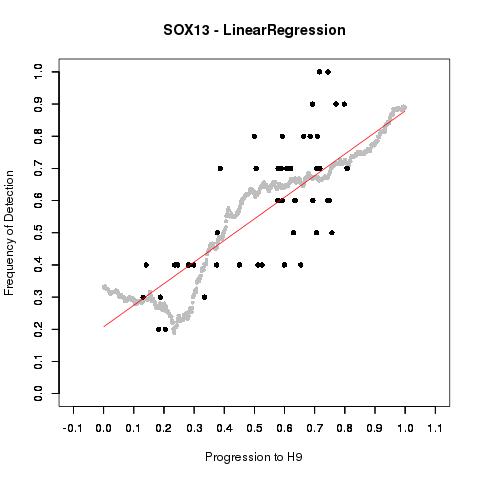 SOX13 - LinearRegression
Frequency of Detection
1.0
0.9
0.8
0.7
0.6
0.5
0.4
0.3
0.2
0.1
0.0
-0.1 0.0 0.1 0.2 0.3 0.4 0.5 0.6 0.7 0.8 0.9 1.0 1.1
Progression to H9